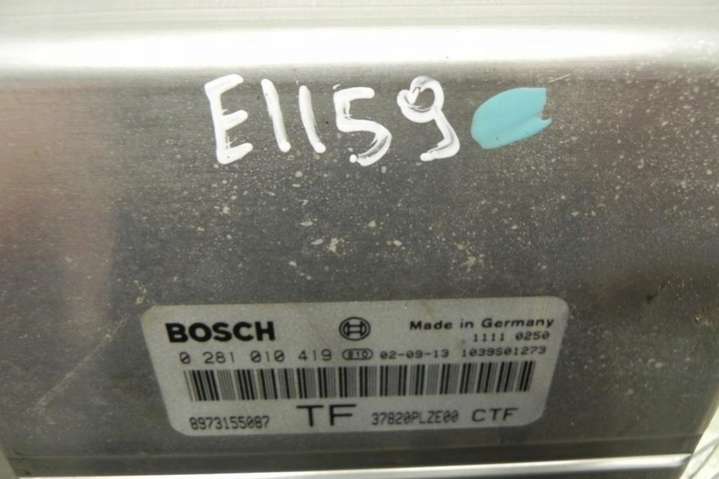 E1159
BOSCH Made in Germany
1111 0250
0 281 010 419 810 02-09-13 1039S01273
8973155087 TF 37820PLZE00 CTF